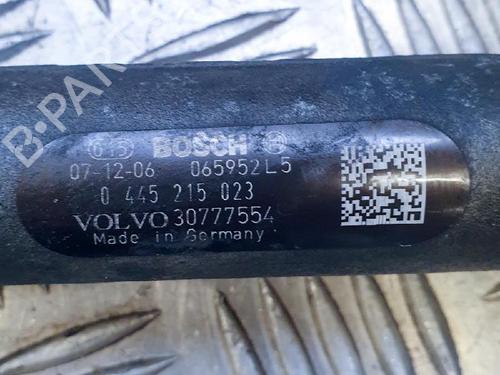 BOSCH
07-12-06 065952L5
0 445 215 023
VOLVO 30777554
Made in Germany
B-PARTS